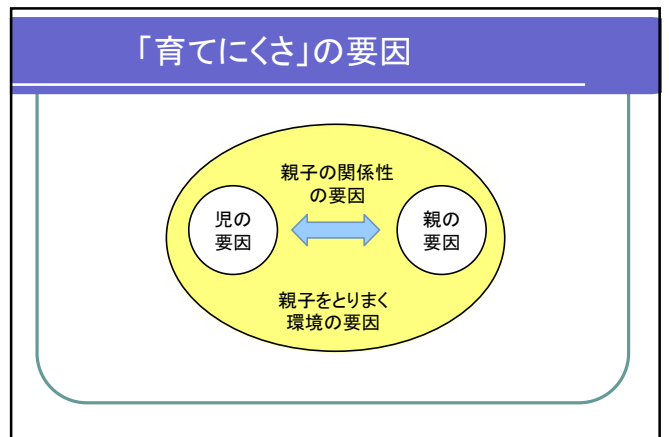 「育てにくさ」の要因
親子の関係性
の要因
児の
要因
親の
要因
親子をとりまく
環境の要因